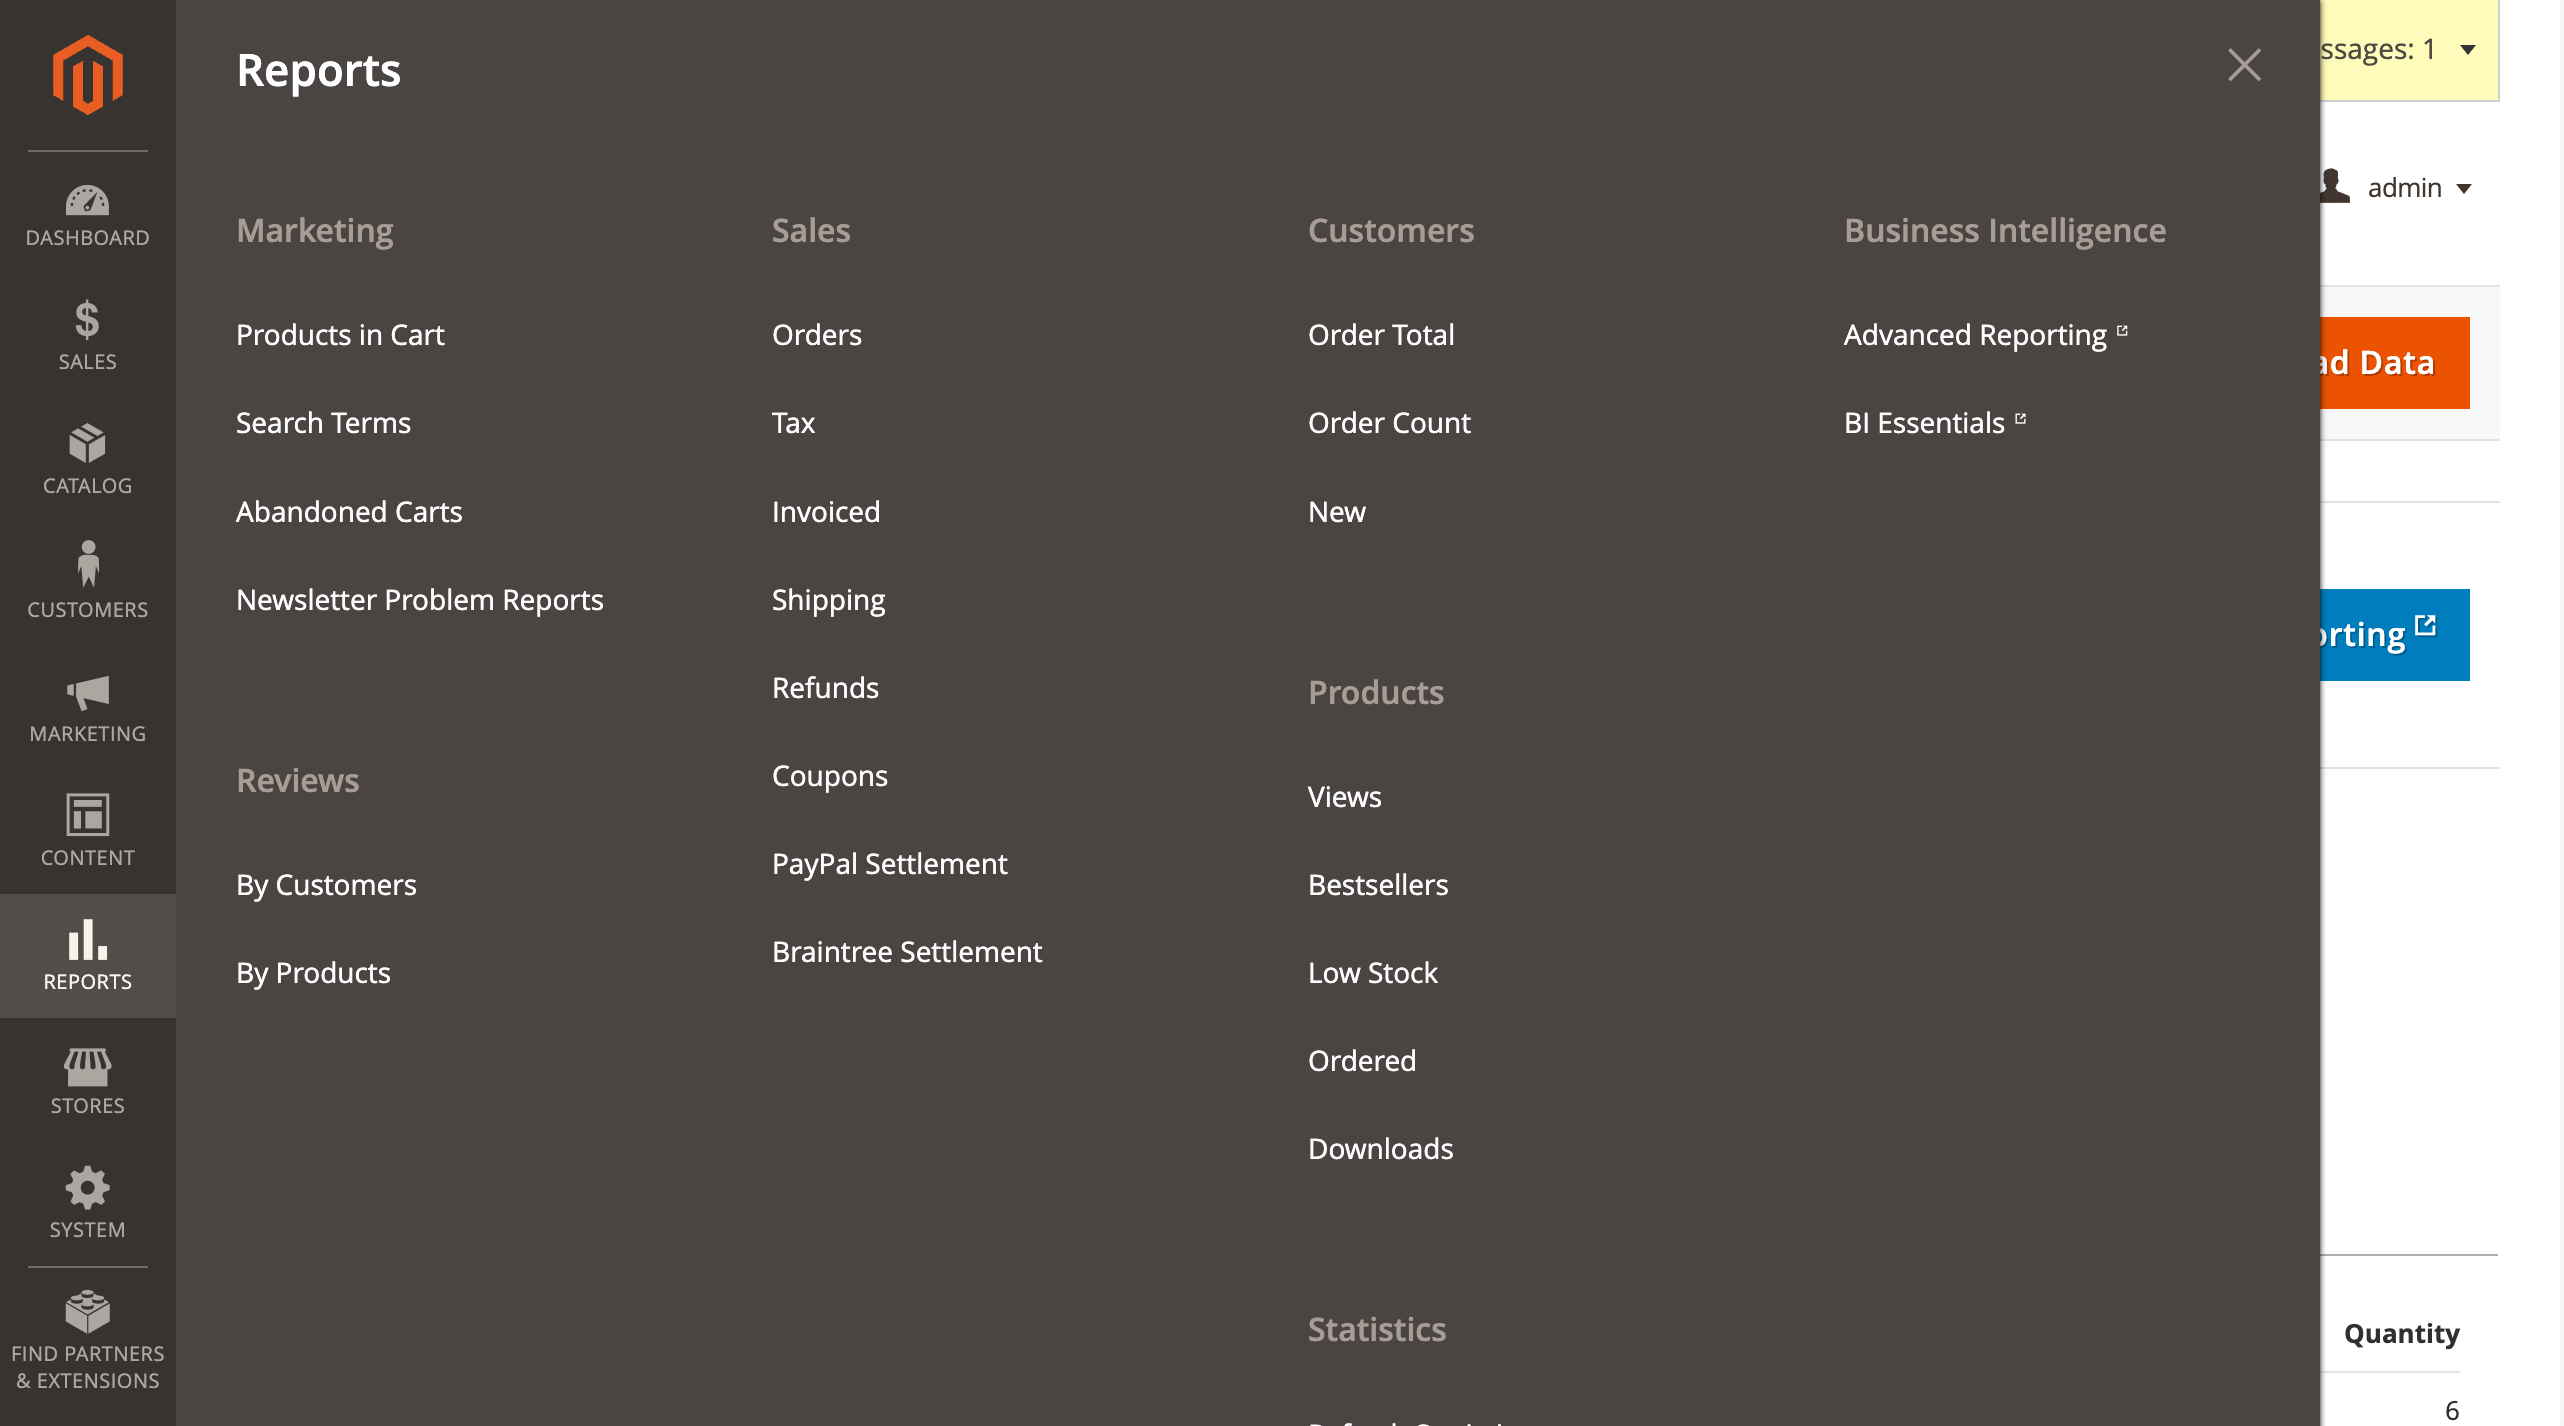 Reports
ssages: 1
admin
DASHBOARD
SALES
CATALOG
CUSTOMERS
MARKETING
CONTENT
REPORTS
STORES
SYSTEM
FIND PARTNERS
& EXTENSIONS
Marketing
Products in Cart
Search Terms
Abandoned Carts
Newsletter Problem Reports
Reviews
By Customers
By Products
Sales
Orders
Tax
Invoiced
Shipping
Refunds
Coupons
PayPal Settlement
Braintree Settlement
Customers
Order Total
Order Count
New
Products
Views
Bestsellers
Low Stock
Ordered
Downloads
Statistics
Business Intelligence
Advanced Reporting
BI Essentials
ad Data
orting
Quantity
6